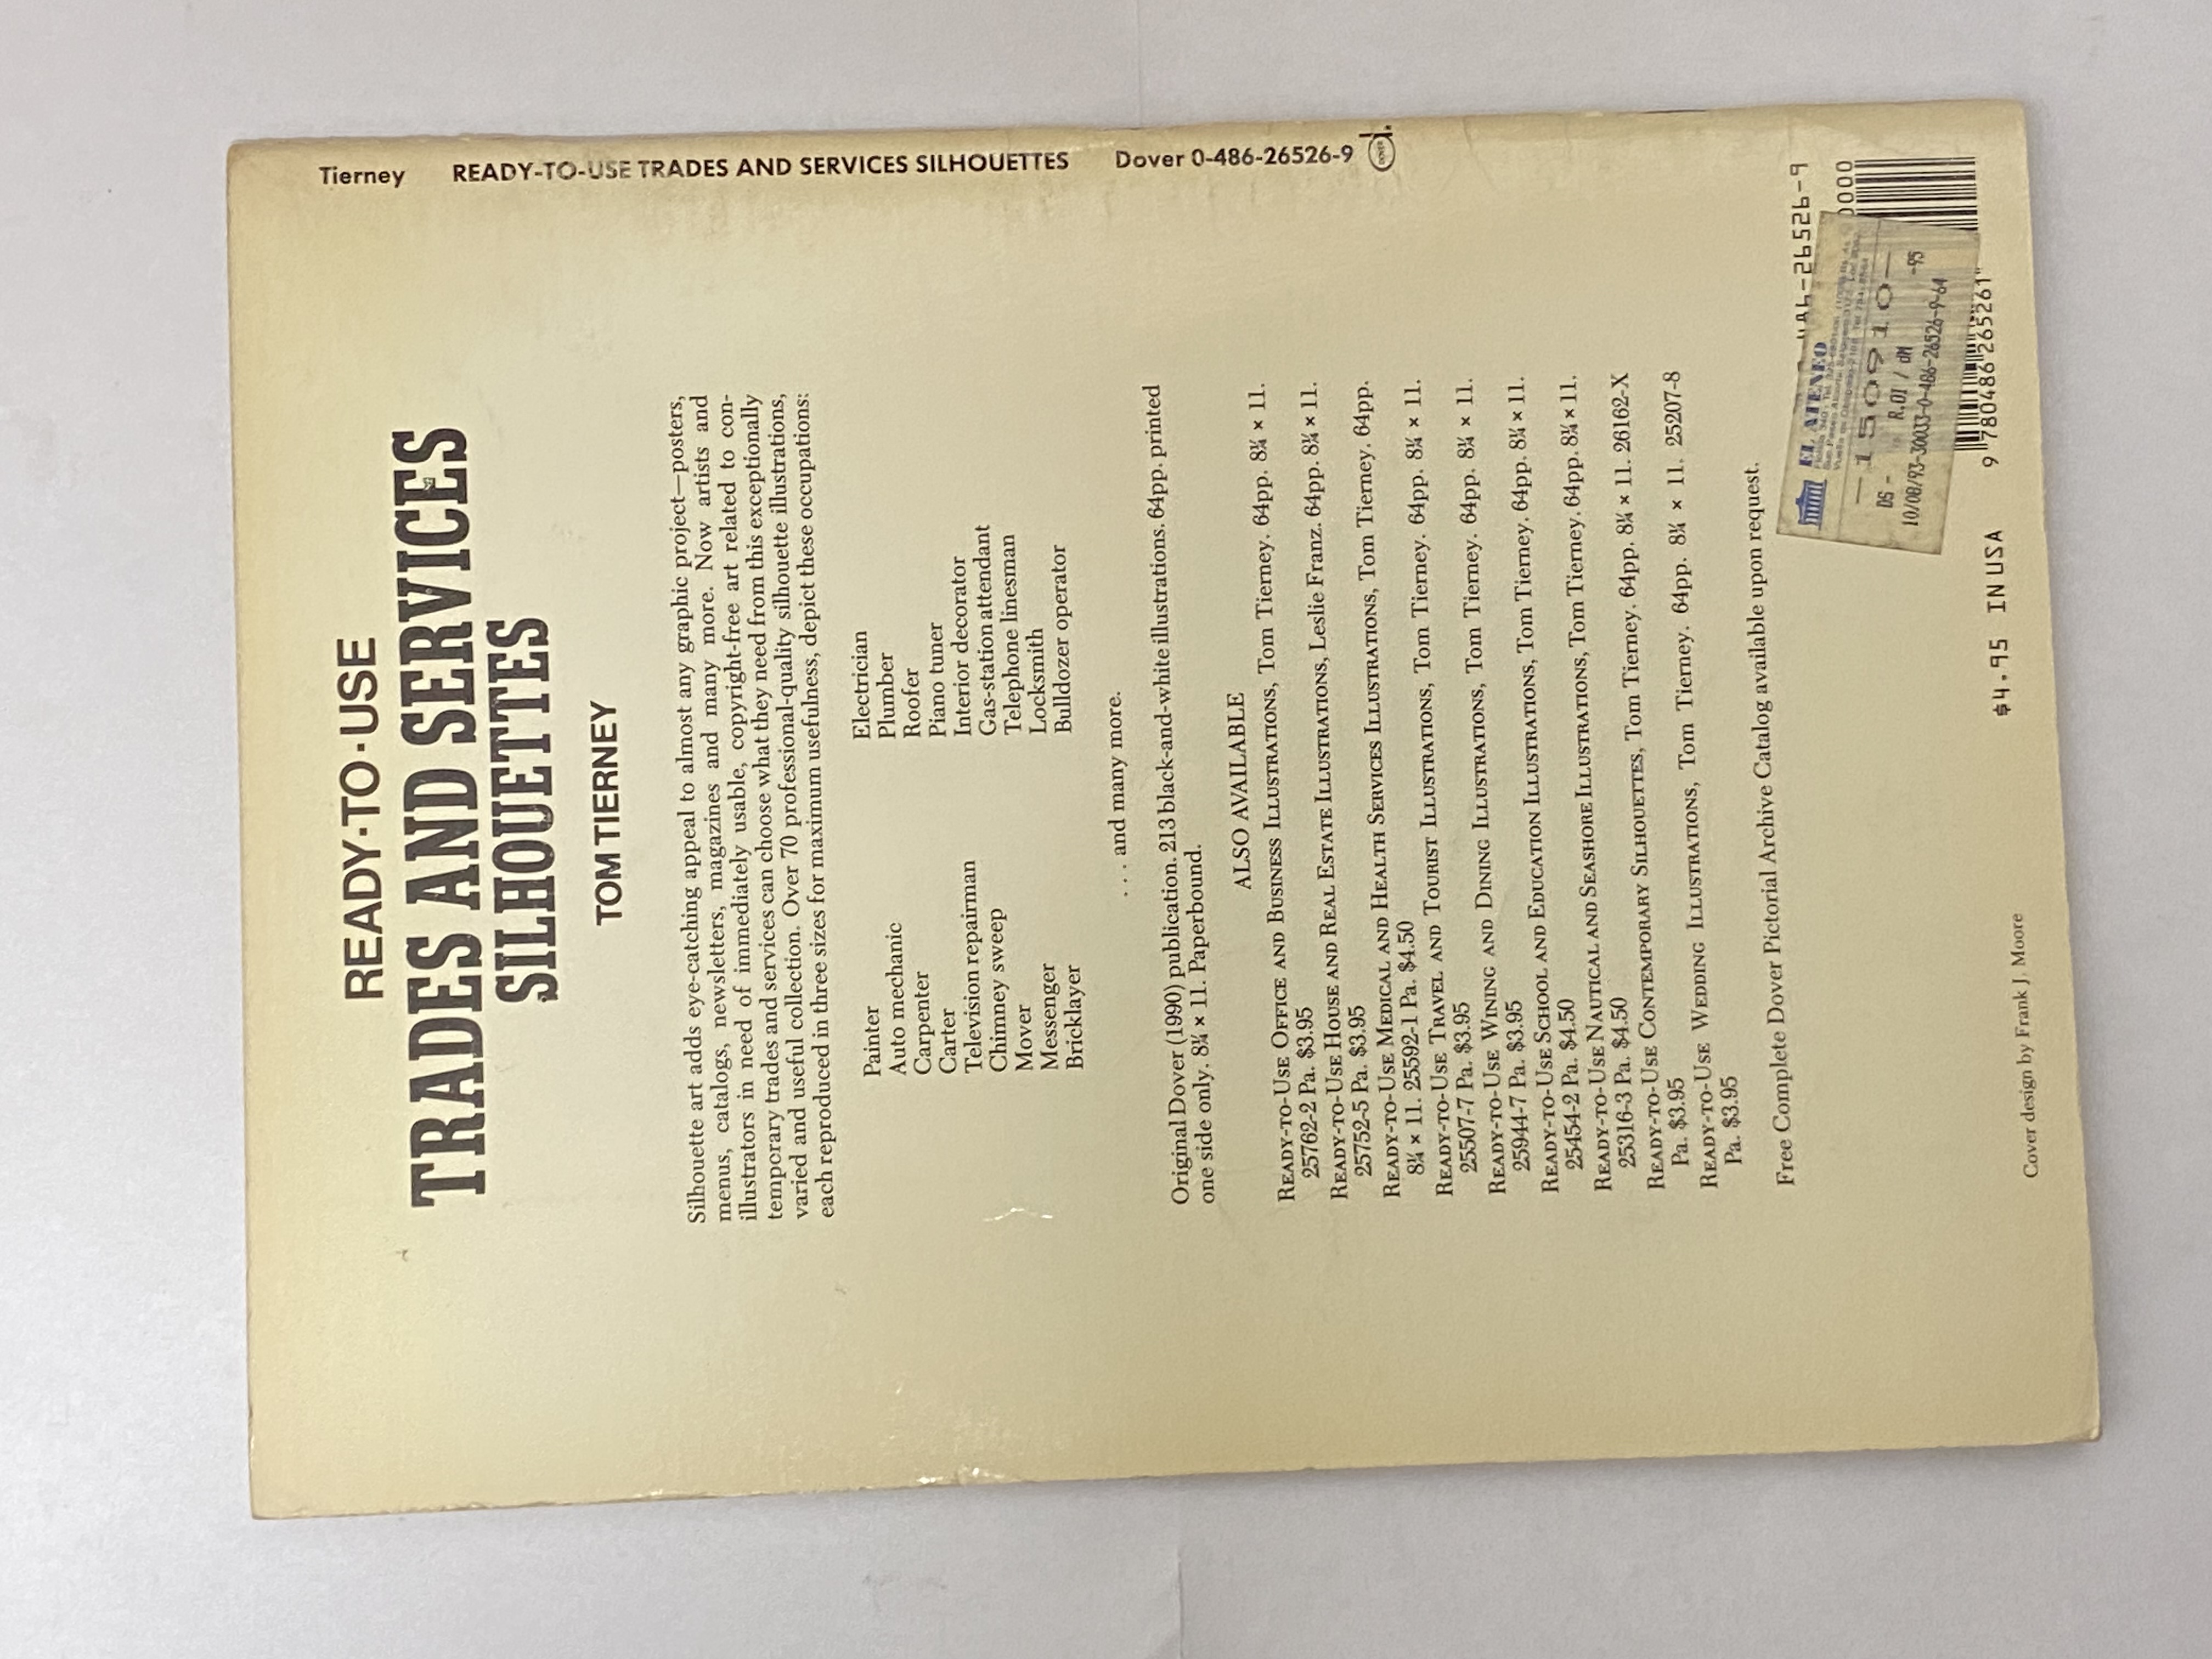 READY·TO·USE
TRADES AND SERVICES
SILHOUETTES
TOM TIERNEY
Silhouette art adds eye-catching appeal to almost any graphic project—posters,
menus, catalogs, newsletters, magazines and many more. Now artists and
illustrators in need of immediately usable, copyright-free art related to con-
temporary trades and services can choose what they need from this exceptionally
varied and useful collection. Over 70 professional-quality silhouette illustrations,
each reproduced in three sizes for maximum usefulness, depict these occupations:
Painter
Auto mechanic
Carpenter
Carter
Television repairman
Chimney sweep
Mover
Messenger
Bricklayer
Electrician
Plumber
Roofer
Piano tuner
Interior decorator
Gas-station attendant
Telephone linesman
Locksmith
Bulldozer operator
. . . and many more.
Original Dover (1990) publication. 213 black-and-white illustrations. 64pp. printed
one side only. 8¼ × 11. Paperbound.
ALSO AVAILABLE
READY-TO-USE OFFICE AND BUSINESS ILLUSTRATIONS, Tom Tierney. 64pp. 8¼ × 11.
25762-2 Pa. $3.95
READY-TO-USE HOUSE AND REAL ESTATE ILLUSTRATIONS, Leslie Franz. 64pp. 8¼ × 11.
25752-5 Pa. $3.95
READY-TO-USE MEDICAL AND HEALTH SERVICES ILLUSTRATIONS, Tom Tierney. 64pp.
8¼ × 11. 25592-1 Pa. $4.50
READY-TO-USE TRAVEL AND TOURIST ILLUSTRATIONS, Tom Tierney. 64pp. 8¼ × 11.
25507-7 Pa. $3.95
READY-TO-USE WINING AND DINING ILLUSTRATIONS, Tom Tierney. 64pp. 8¼ × 11.
25944-7 Pa. $3.95
READY-TO-USE SCHOOL AND EDUCATION ILLUSTRATIONS, Tom Tierney. 64pp. 8¼ × 11.
25454-2 Pa. $4.50
READY-TO-USE NAUTICAL AND SEASHORE ILLUSTRATIONS, Tom Tierney. 64pp. 8¼ × 11.
25316-3 Pa. $4.50
READY-TO-USE CONTEMPORARY SILHOUETTES, Tom Tierney. 64pp. 8¼ × 11. 26162-X
Pa. $3.95
READY-TO-USE WEDDING ILLUSTRATIONS, Tom Tierney. 64pp. 8¼ × 11. 25207-8
Pa. $3.95
Free Complete Dover Pictorial Archive Catalog available upon request.
486-26526-9
0000
EL ATENEO
Florida 340 - Tel.
-150910-
DS - R.OI / dM -95
10/08/93-30033-0-486-26526-9-64
9 780486 265261
$4.95 IN USA
Cover design by Frank J. Moore
Tierney READY-TO-USE TRADES AND SERVICES SILHOUETTES Dover 0-486-26526-9
DOVER